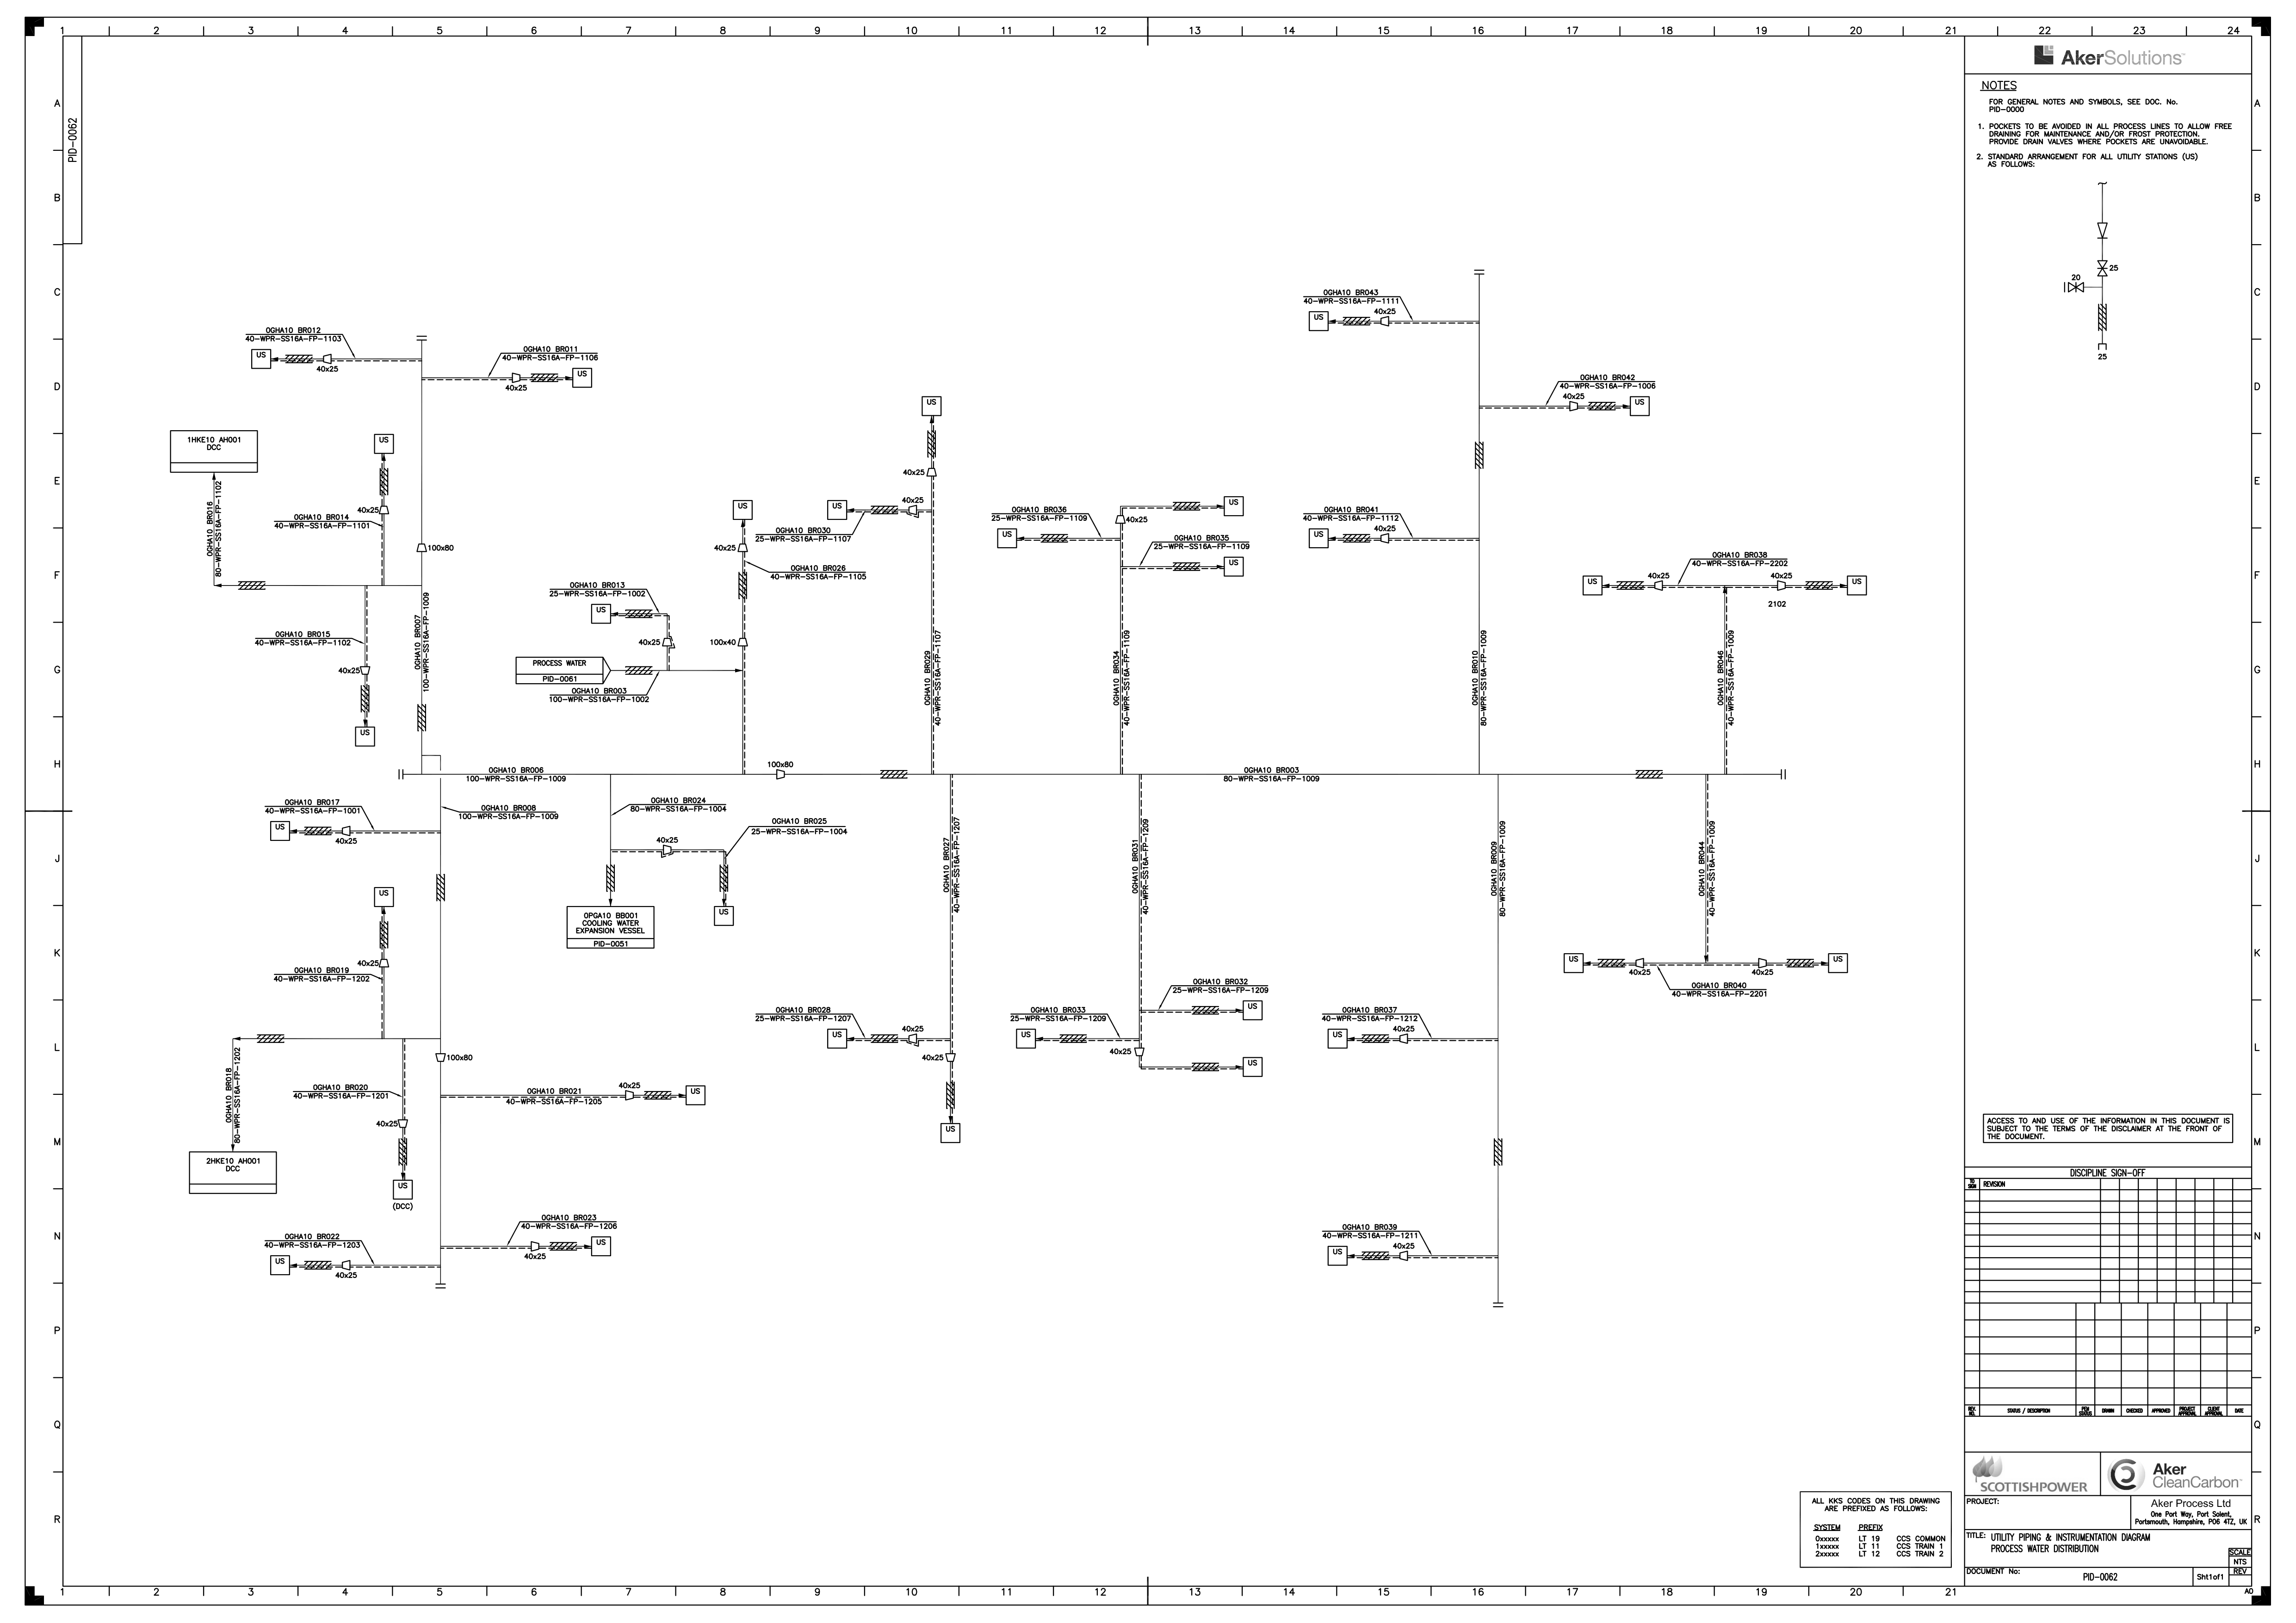 1 2 3 4 5 6 7 8 9 10 11 12 13 14 15 16 17 18 19 20 21 22 23 24
A
B
C
D
E
F
G
H
J
K
L
M
N
P
Q
R
PID-0062
0GHA10 BR012
40-WPR-SS16A-FP-1103
US
40x25
0GHA10 BR011
40-WPR-SS16A-FP-1106
40x25
US
1HKE10 AH001
DCC
0GHA10 BR016
80-WPR-SS16A-FP-1102
US
40x25
0GHA10 BR014
40-WPR-SS16A-FP-1101
100x80
0GHA10 BR015
40-WPR-SS16A-FP-1102
40x25
US
0GHA10 BR007
100-WPR-SS16A-FP-1009
0GHA10 BR013
25-WPR-SS16A-FP-1002
US
40x25
PROCESS WATER
PID-0061
0GHA10 BR003
100-WPR-SS16A-FP-1002
US
40x25
0GHA10 BR026
40-WPR-SS16A-FP-1105
100x40
US
40x25
US
40x25
0GHA10 BR030
25-WPR-SS16A-FP-1107
0GHA10 BR029
40-WPR-SS16A-FP-1107
0GHA10 BR036
25-WPR-SS16A-FP-1109
US
40x25
US
0GHA10 BR035
25-WPR-SS16A-FP-1109
US
0GHA10 BR034
40-WPR-SS16A-FP-1109
0GHA10 BR043
40-WPR-SS16A-FP-1111
US
40x25
0GHA10 BR042
40-WPR-SS16A-FP-1006
40x25
US
0GHA10 BR041
40-WPR-SS16A-FP-1112
US
40x25
0GHA10 BR010
80-WPR-SS16A-FP-1009
0GHA10 BR038
40-WPR-SS16A-FP-2202
US
40x25
40x25
US
2102
0GHA10 BR046
40-WPR-SS16A-FP-1009
0GHA10 BR006
100-WPR-SS16A-FP-1009
100x80
0GHA10 BR003
80-WPR-SS16A-FP-1009
0GHA10 BR017
40-WPR-SS16A-FP-1001
US
40x25
0GHA10 BR008
100-WPR-SS16A-FP-1009
0GHA10 BR024
80-WPR-SS16A-FP-1004
0GHA10 BR025
25-WPR-SS16A-FP-1004
40x25
0PGA10 BB001
COOLING WATER
EXPANSION VESSEL
PID-0051
US
US
40x25
0GHA10 BR019
40-WPR-SS16A-FP-1202
100x80
0GHA10 BR018
80-WPR-SS16A-FP-1202
0GHA10 BR020
40-WPR-SS16A-FP-1201
40x25
US
(DCC)
2HKE10 AH001
DCC
0GHA10 BR021
40-WPR-SS16A-FP-1205
40x25
US
0GHA10 BR023
40-WPR-SS16A-FP-1206
40x25
US
0GHA10 BR022
40-WPR-SS16A-FP-1203
US
40x25
0GHA10 BR027
40-WPR-SS16A-FP-1207
0GHA10 BR028
25-WPR-SS16A-FP-1207
US
40x25
40x25
US
0GHA10 BR031
40-WPR-SS16A-FP-1209
0GHA10 BR032
25-WPR-SS16A-FP-1209
US
0GHA10 BR033
25-WPR-SS16A-FP-1209
US
40x25
US
0GHA10 BR009
80-WPR-SS16A-FP-1009
0GHA10 BR037
40-WPR-SS16A-FP-1212
US
40x25
0GHA10 BR039
40-WPR-SS16A-FP-1211
US
40x25
0GHA10 BR044
40-WPR-SS16A-FP-1009
US
40x25
40x25
US
0GHA10 BR040
40-WPR-SS16A-FP-2201
ALL KKS CODES ON THIS DRAWING
ARE PREFIXED AS FOLLOWS:
SYSTEM PREFIX
0xxxxx LT 19 CCS COMMON
1xxxxx LT 11 CCS TRAIN 1
2xxxxx LT 12 CCS TRAIN 2
AkerSolutions
NOTES
FOR GENERAL NOTES AND SYMBOLS, SEE DOC. No.
PID-0000
1. POCKETS TO BE AVOIDED IN ALL PROCESS LINES TO ALLOW FREE
DRAINING FOR MAINTENANCE AND/OR FROST PROTECTION.
PROVIDE DRAIN VALVES WHERE POCKETS ARE UNAVOIDABLE.
2. STANDARD ARRANGEMENT FOR ALL UTILITY STATIONS (US)
AS FOLLOWS:
25
20
25
ACCESS TO AND USE OF THE INFORMATION IN THIS DOCUMENT IS
SUBJECT TO THE TERMS OF THE DISCLAIMER AT THE FRONT OF
THE DOCUMENT.
DISCIPLINE SIGN-OFF
TO SIGN REVISION
REV. NO. STATUS / DESCRIPTION PEM STATUS DRAWN CHECKED APPROVED PROJECT APPROVAL CLIENT APPROVAL DATE
SCOTTISHPOWER
Aker
CleanCarbon
PROJECT:
Aker Process Ltd
One Port Way, Port Solent,
Portsmouth, Hampshire, PO6 4TZ, UK
TITLE: UTILITY PIPING & INSTRUMENTATION DIAGRAM
PROCESS WATER DISTRIBUTION
SCALE
NTS
DOCUMENT No:
PID-0062
Sht1of1
REV
A0
1 2 3 4 5 6 7 8 9 10 11 12 13 14 15 16 17 18 19 20 21